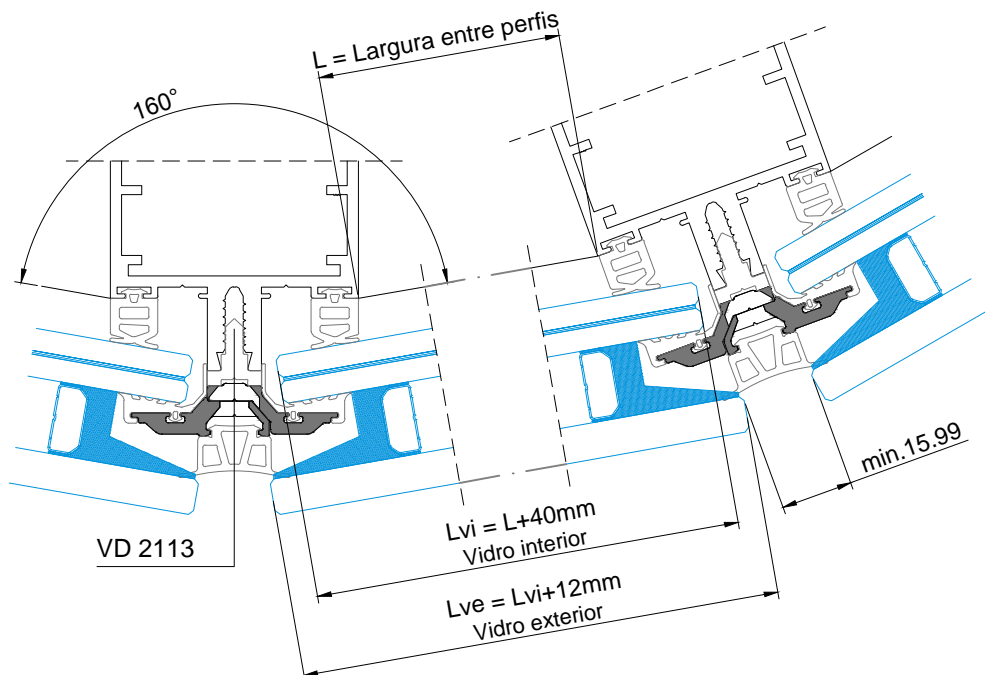 L = Largura entre perfis
160°
min.15.99
Lvi = L+40mm
Vidro interior
VD 2113
Lve = Lvi+12mm
Vidro exterior